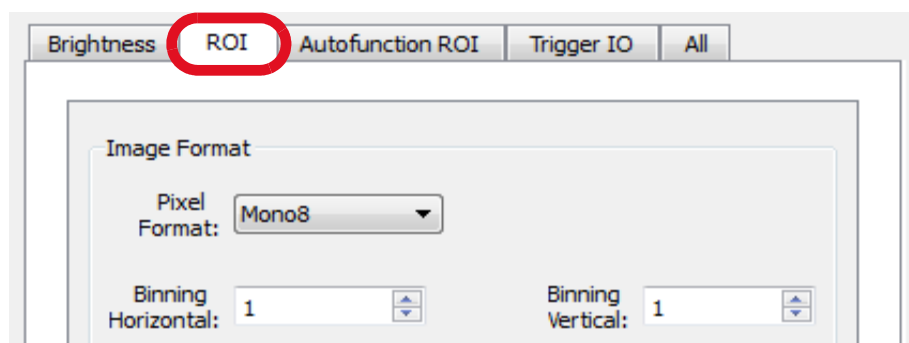 Brightness ROI Autofunction ROI Trigger IO All
Image Format
Pixel
Format: Mono8
Binning
Horizontal: 1
Binning
Vertical: 1